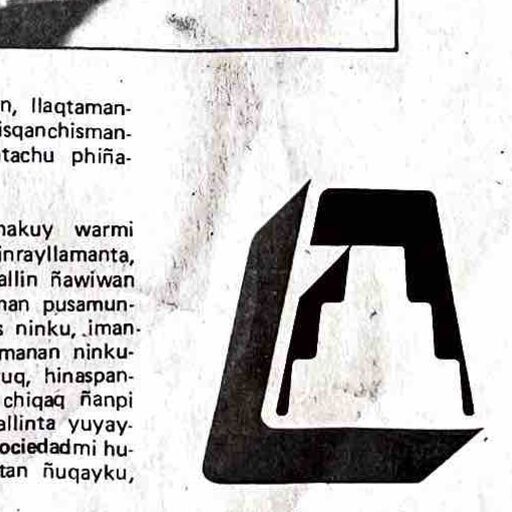 n, llaqtaman-
isqanchisman-
tachu phiña-
nakuy warmi
inrayllamanta,
allin ñawiwan
nan pusamun-
s ninku, iman-
manan ninku-
uq, hinaspan-
chiqaq ñanpi
allinta yuyay-
ociedadmi hu-
tan ñuqayku,